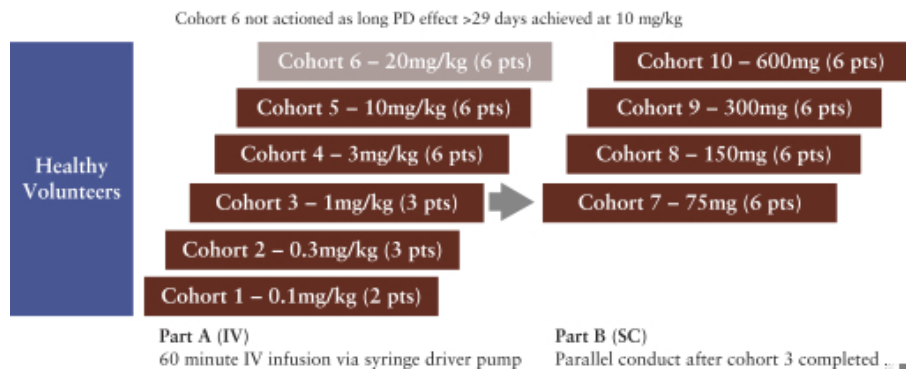 Cohort 6 not actioned as long PD effect >29 days achieved at 10 mg/kg
Healthy
Volunteers
Cohort 6 – 20mg/kg (6 pts)
Cohort 5 – 10mg/kg (6 pts)
Cohort 4 – 3mg/kg (6 pts)
Cohort 3 – 1mg/kg (3 pts)
Cohort 2 – 0.3mg/kg (3 pts)
Cohort 1 – 0.1mg/kg (2 pts)
Part A (IV)
60 minute IV infusion via syringe driver pump
Cohort 10 – 600mg (6 pts)
Cohort 9 – 300mg (6 pts)
Cohort 8 – 150mg (6 pts)
Cohort 7 – 75mg (6 pts)
Part B (SC)
Parallel conduct after cohort 3 completed ..